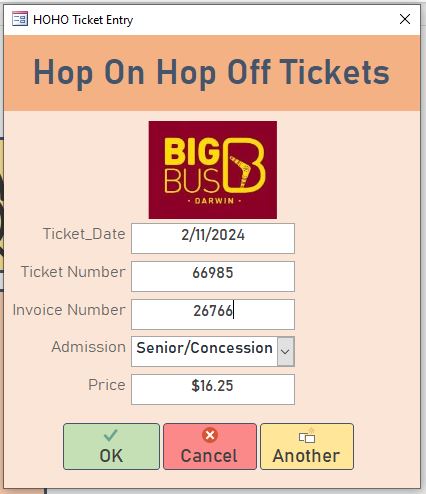 HOHO Ticket Entry
Hop On Hop Off Tickets
BIG
BUS
- DARWIN -
Ticket_Date 2/11/2024
Ticket Number 66985
Invoice Number 26766
Admission Senior/Concession
Price $16.25
OK Cancel Another